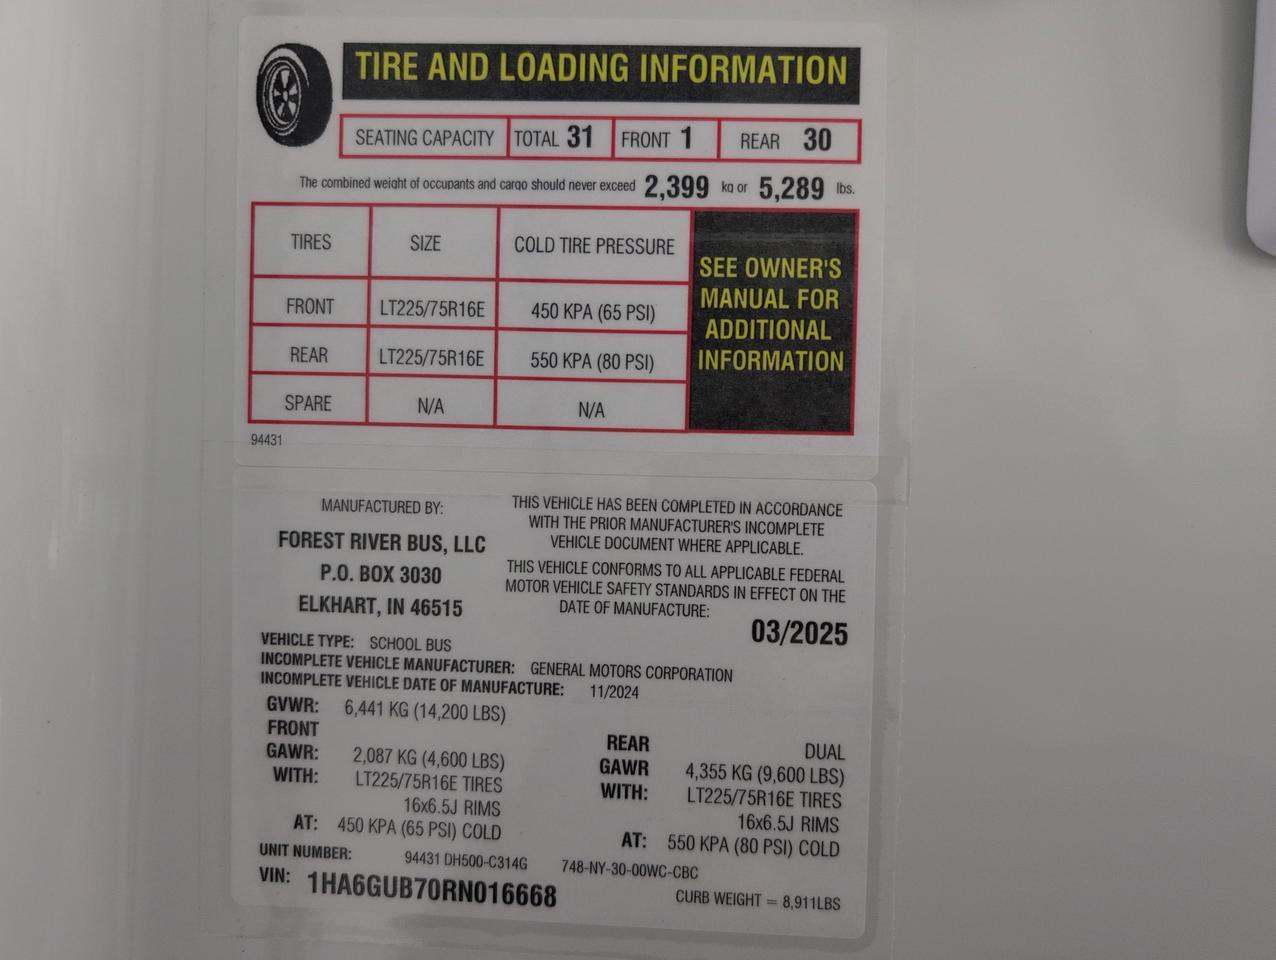 TIRE AND LOADING INFORMATION
SEATING CAPACITY TOTAL 31 FRONT 1 REAR 30
The combined weight of occupants and cargo should never exceed 2,399 kg or 5,289 lbs.
TIRES SIZE COLD TIRE PRESSURE
FRONT LT225/75R16E 450 KPA (65 PSI)
REAR LT225/75R16E 550 KPA (80 PSI)
SPARE N/A N/A
SEE OWNER'S
MANUAL FOR
ADDITIONAL
INFORMATION
94431
MANUFACTURED BY:
FOREST RIVER BUS, LLC
P.O. BOX 3030
ELKHART, IN 46515
THIS VEHICLE HAS BEEN COMPLETED IN ACCORDANCE
WITH THE PRIOR MANUFACTURER'S INCOMPLETE
VEHICLE DOCUMENT WHERE APPLICABLE.
THIS VEHICLE CONFORMS TO ALL APPLICABLE FEDERAL
MOTOR VEHICLE SAFETY STANDARDS IN EFFECT ON THE
DATE OF MANUFACTURE:
03/2025
VEHICLE TYPE: SCHOOL BUS
INCOMPLETE VEHICLE MANUFACTURER: GENERAL MOTORS CORPORATION
INCOMPLETE VEHICLE DATE OF MANUFACTURE: 11/2024
GVWR: 6,441 KG (14,200 LBS)
FRONT
GAWR: 2,087 KG (4,600 LBS)
WITH: LT225/75R16E TIRES
16x6.5J RIMS
AT: 450 KPA (65 PSI) COLD
REAR DUAL
GAWR 4,355 KG (9,600 LBS)
WITH: LT225/75R16E TIRES
16x6.5J RIMS
AT: 550 KPA (80 PSI) COLD
UNIT NUMBER: 94431 DH500-C314G 748-NY-30-00WC-CBC
VIN: 1HA6GUB70RN016668
CURB WEIGHT = 8,911LBS